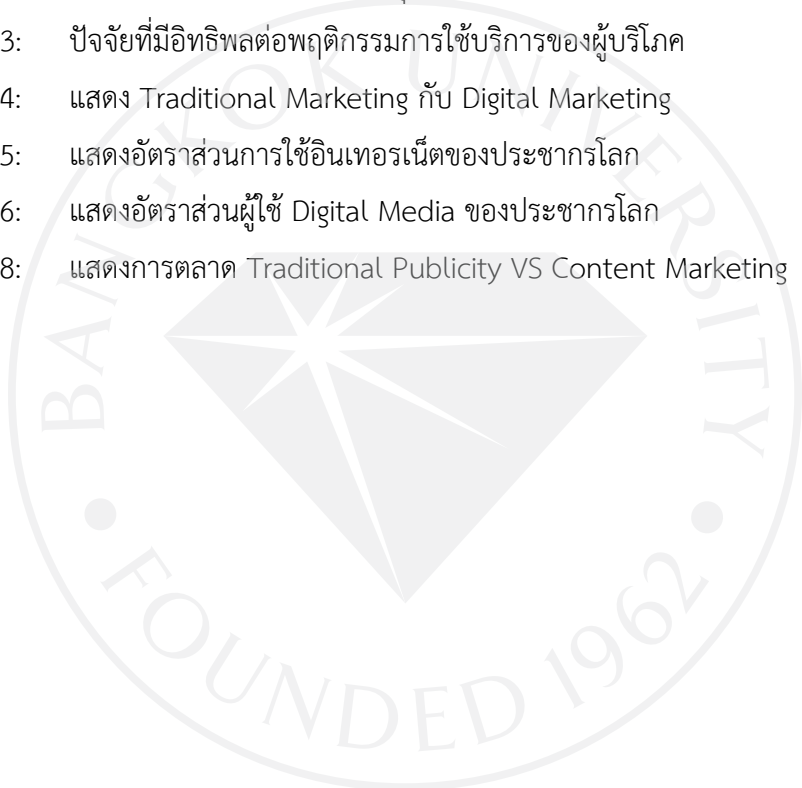 3: ปัจจัยที่มีอิทธิพลต่อพฤติกรรมการใช้บริการของผู้บริโภค
4: แสดง Traditional Marketing กับ Digital Marketing
5: แสดงอัตราส่วนการใช้อินเทอรเน็ตของประชากรโลก
6: แสดงอัตราส่วนผู้ใช้ Digital Media ของประชากรโลก
8: แสดงการตลาด Traditional Publicity VS Content Marketing
BANGKOK UNIVERSITY
FOUNDED 1962